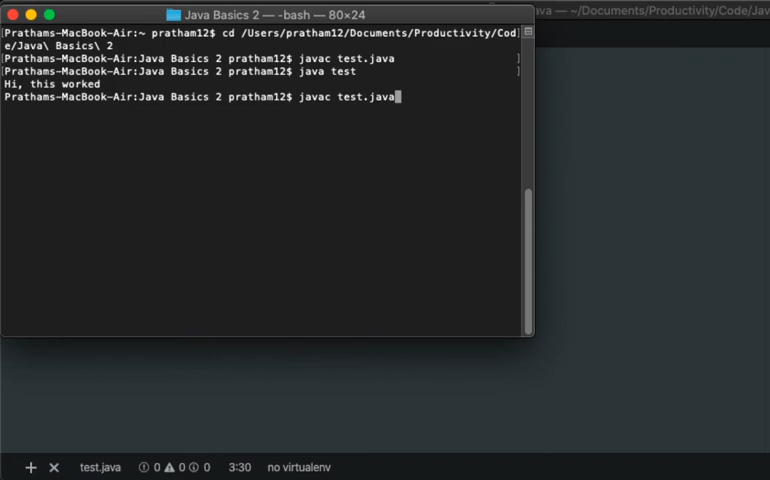 Java Basics 2 — -bash — 80×24
ava — ~/Documents/Productivity/Code/Jav
[Prathams-MacBook-Air:~ pratham12$ cd /Users/pratham12/Documents/Productivity/Cod]
e/Java\ Basics\ 2
[Prathams-MacBook-Air:Java Basics 2 pratham12$ javac test.java ]
[Prathams-MacBook-Air:Java Basics 2 pratham12$ java test ]
Hi, this worked
Prathams-MacBook-Air:Java Basics 2 pratham12$ javac test.java
test.java 0 0 0 3:30 no virtualenv